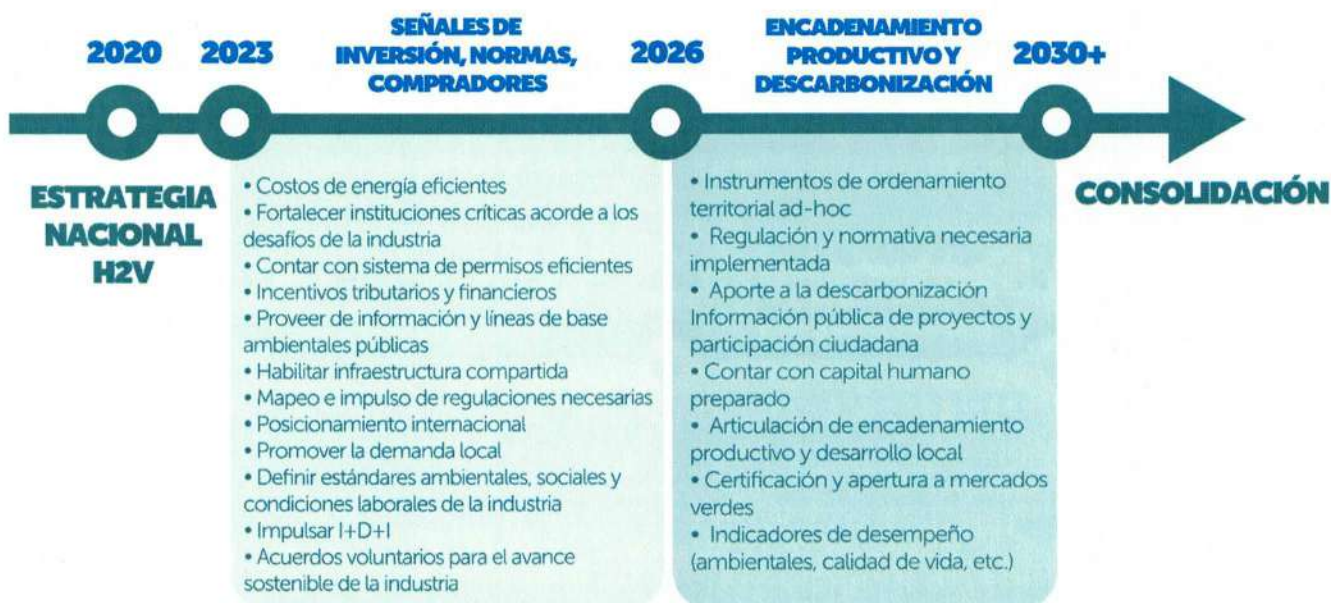 2020
2023
SEÑALES DE
INVERSIÓN, NORMAS,
COMPRADORES
2026
ENCADENAMIENTO
PRODUCTIVO Y
DESCARBONIZACIÓN
2030+
ESTRATEGIA
NACIONAL
H2V
• Costos de energía eficientes
• Fortalecer instituciones críticas acorde a los
desafíos de la industria
• Contar con sistema de permisos eficientes
• Incentivos tributarios y financieros
• Proveer de información y líneas de base
ambientales públicas
• Habilitar infraestructura compartida
• Mapeo e impulso de regulaciones necesarias
• Posicionamiento internacional
• Promover la demanda local
• Definir estándares ambientales, sociales y
condiciones laborales de la industria
• Impulsar I+D+I
• Acuerdos voluntarios para el avance
sostenible de la industria
• Instrumentos de ordenamiento
territorial ad-hoc
• Regulación y normativa necesaria
implementada
• Aporte a la descarbonización
Información pública de proyectos y
participación ciudadana
• Contar con capital humano
preparado
• Articulación de encadenamiento
productivo y desarrollo local
• Certificación y apertura a mercados
verdes
• Indicadores de desempeño
(ambientales, calidad de vida, etc.)
CONSOLIDACIÓN